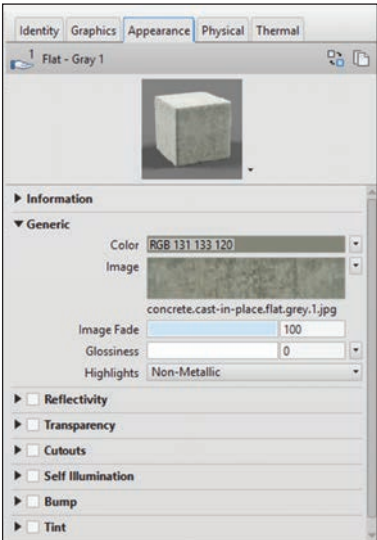 Identity Graphics Appearance Physical Thermal
1 Flat - Gray 1
Information
Generic
Color RGB 131 133 120
Image
concrete.cast-in-place.flat.grey.1.jpg
Image Fade 100
Glossiness 0
Highlights Non-Metallic
Reflectivity
Transparency
Cutouts
Self Illumination
Bump
Tint